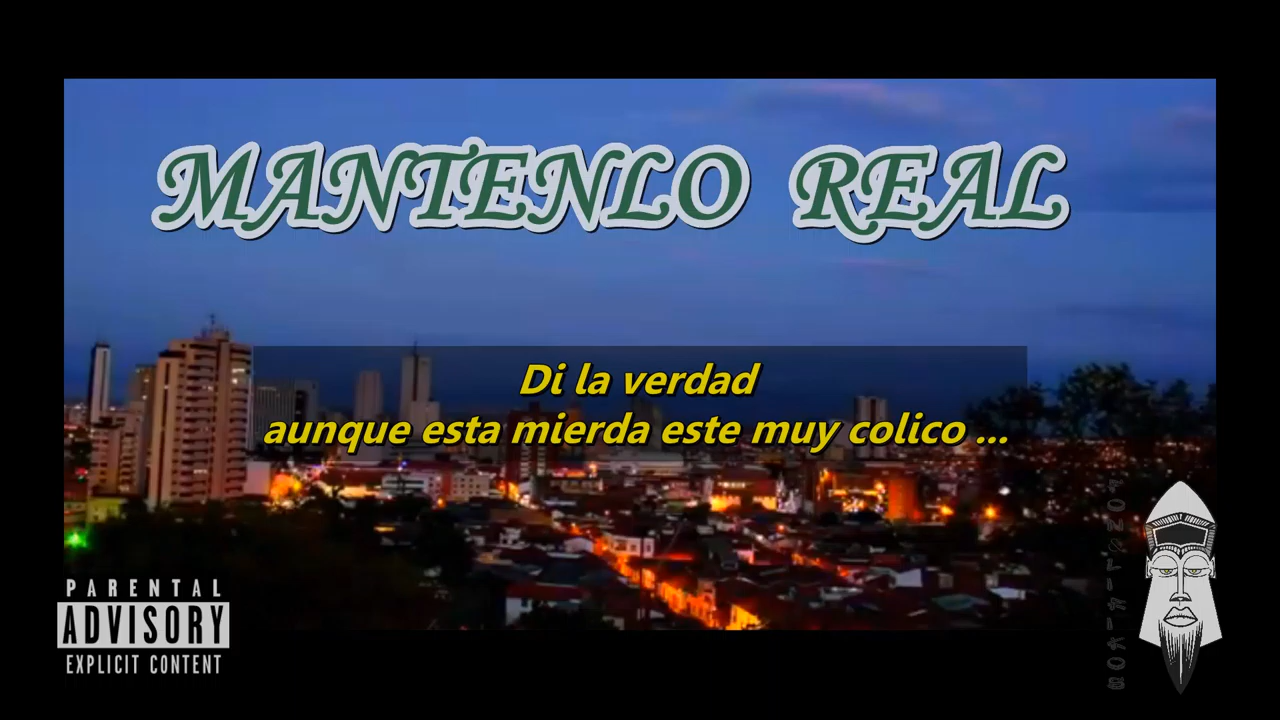 MANTENLO REAL
Di la verdad
aunque esta mierda este muy colico ...
PARENTAL
ADVISORY
EXPLICIT CONTENT